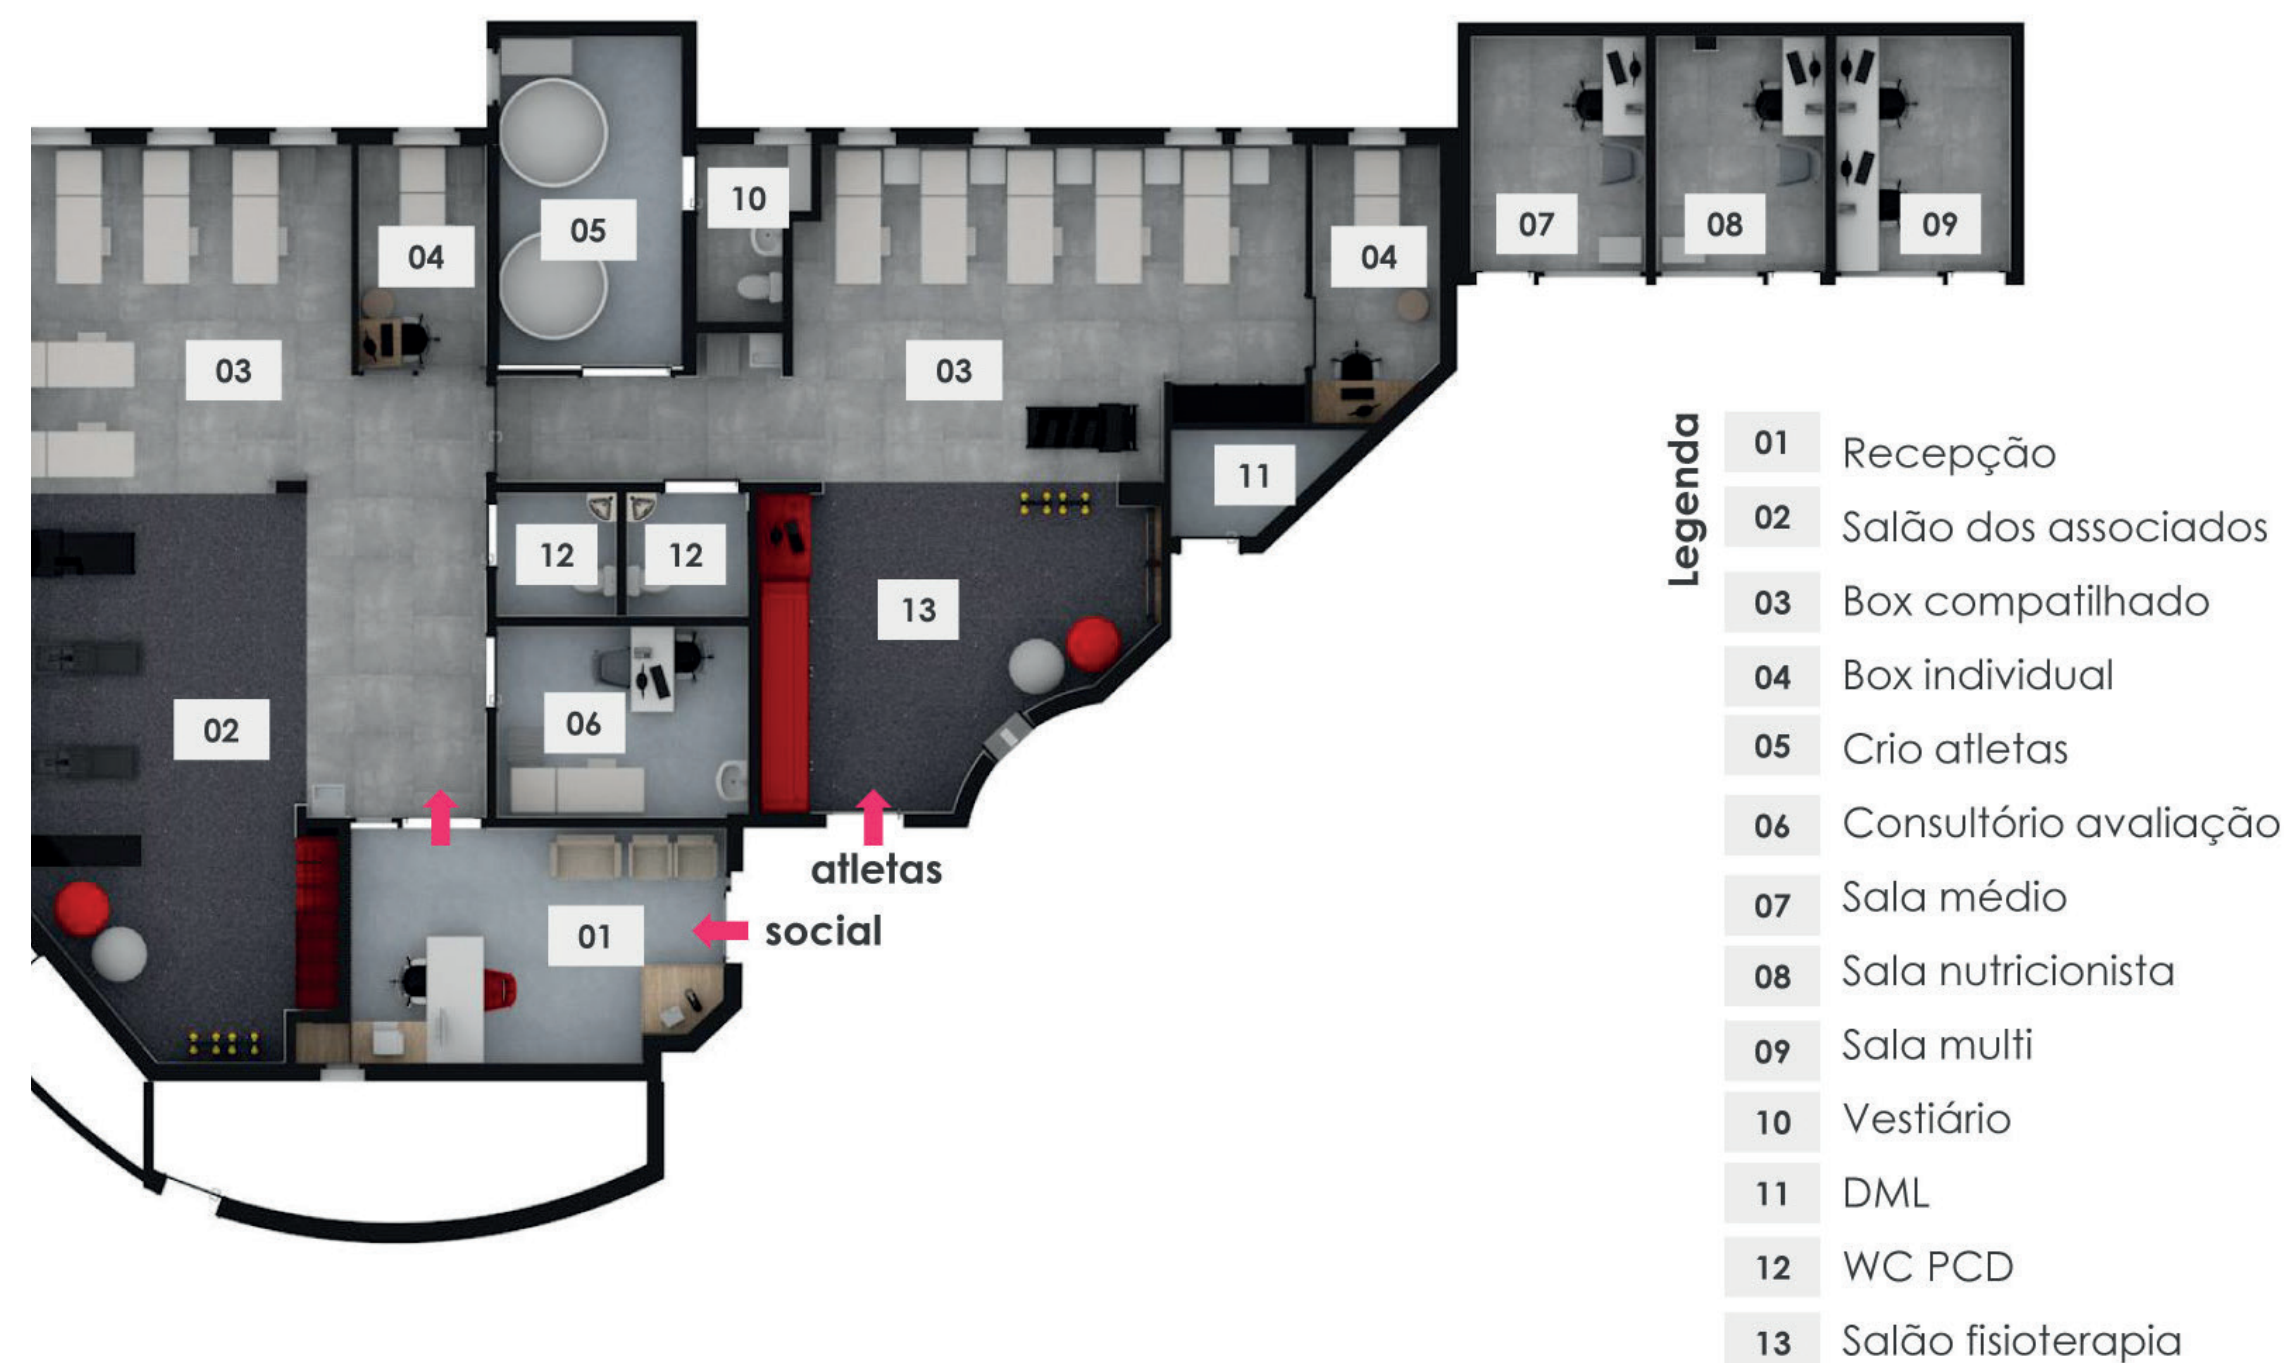 05
10
04
07
08
09
04
03
03
11
12
12
13
02
06
atletas
01
social
Legenda
01 Recepção
02 Salão dos associados
03 Box compatilhado
04 Box individual
05 Crio atletas
06 Consultório avaliação
07 Sala médio
08 Sala nutricionista
09 Sala multi
10 Vestiário
11 DML
12 WC PCD
13 Salão fisioterapia